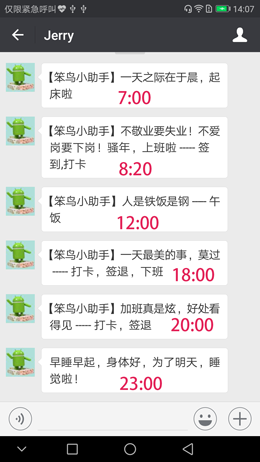 仅限紧急呼叫
14:07
Jerry
【笨鸟小助手】一天之际在于晨，起
床啦
7:00
【笨鸟小助手】不敬业要失业！不爱
岗要下岗！骚年，上班啦 ----- 签
到,打卡
8:20
【笨鸟小助手】人是铁饭是钢 —– 午
饭
12:00
【笨鸟小助手】一天最美的事，莫过
----- 打卡，签退，下班
18:00
【笨鸟小助手】加班真是炫，好处看
得见 ----- 打卡，签退
20:00
早睡早起，身体好，为了明天，睡
觉啦！
23:00